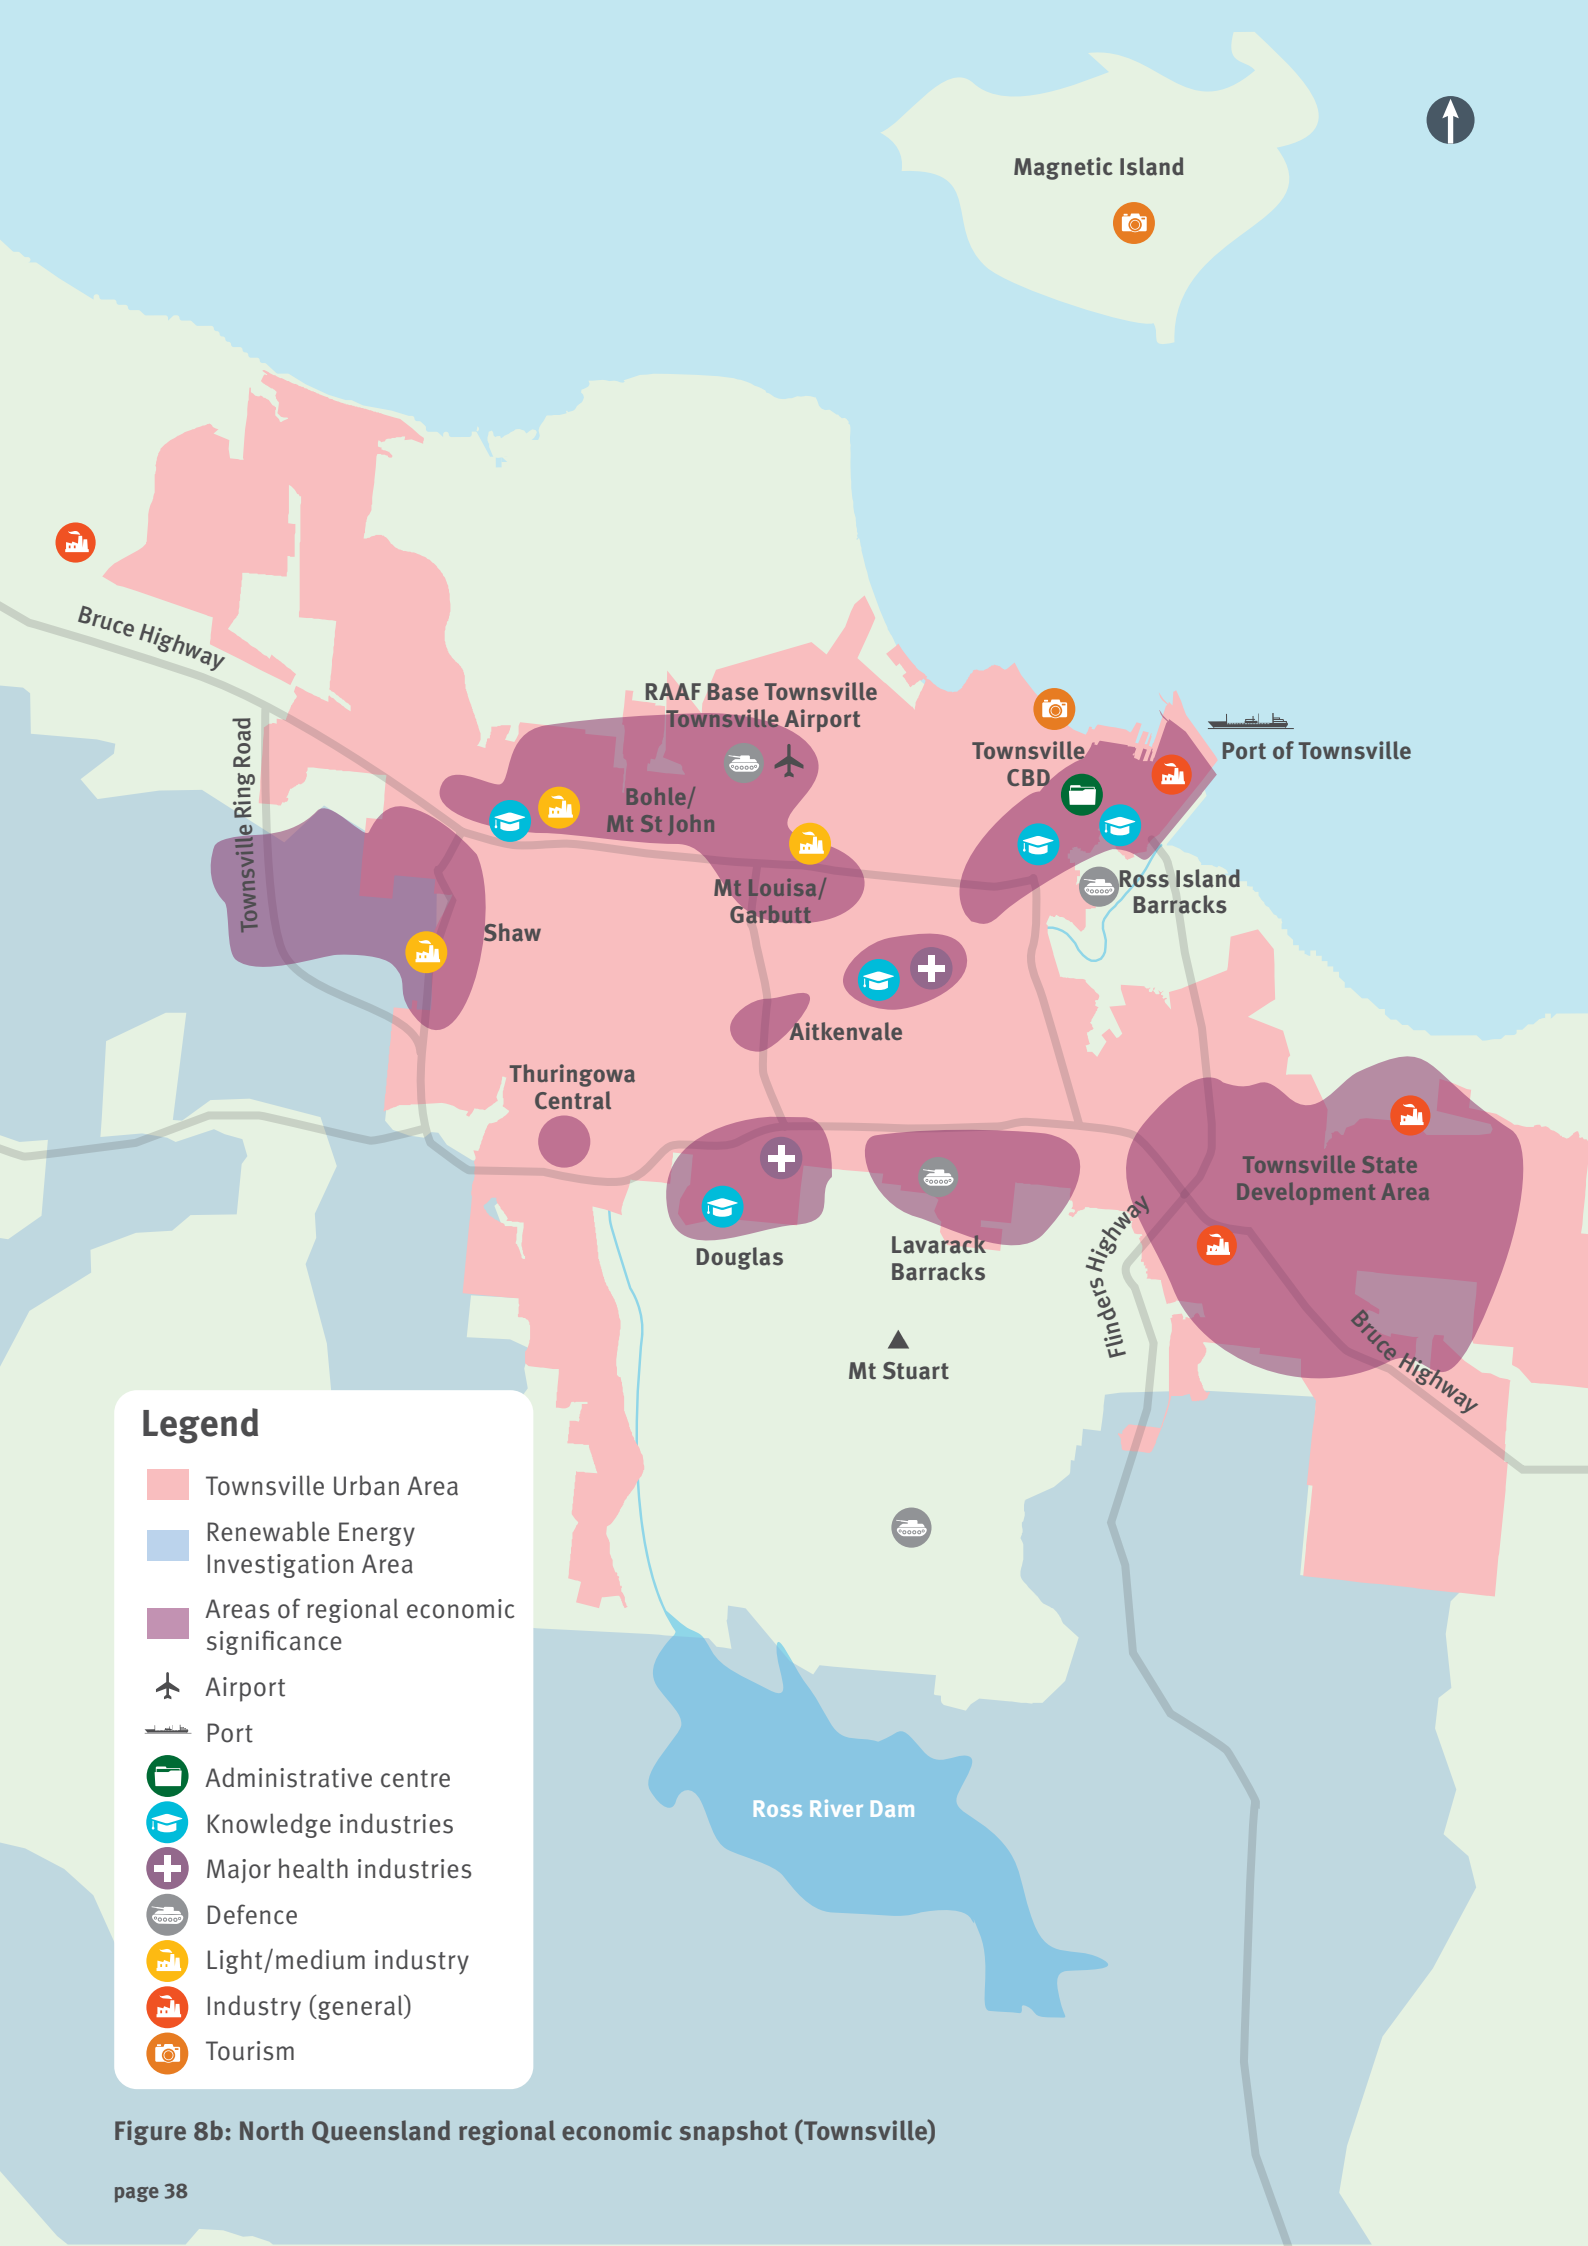 Magnetic Island
Bruce Highway
Townsville Ring Road
RAAF Base Townsville
Townsville Airport
Townsville
CBD
Port of Townsville
Bohle/
Mt St John
Mt Louisa/
Garbutt
Ross Island
Barracks
Shaw
Aitkenvale
Thuringowa
Central
Townsville State
Development Area
Flinders Highway
Douglas
Lavarack
Barracks
Mt Stuart
Bruce Highway
Legend
Townsville Urban Area
Renewable Energy
Investigation Area
Areas of regional economic
significance
Airport
Port
Administrative centre
Knowledge industries
Major health industries
Defence
Light/medium industry
Industry (general)
Tourism
Ross River Dam
Figure 8b: North Queensland regional economic snapshot (Townsville)
page 38